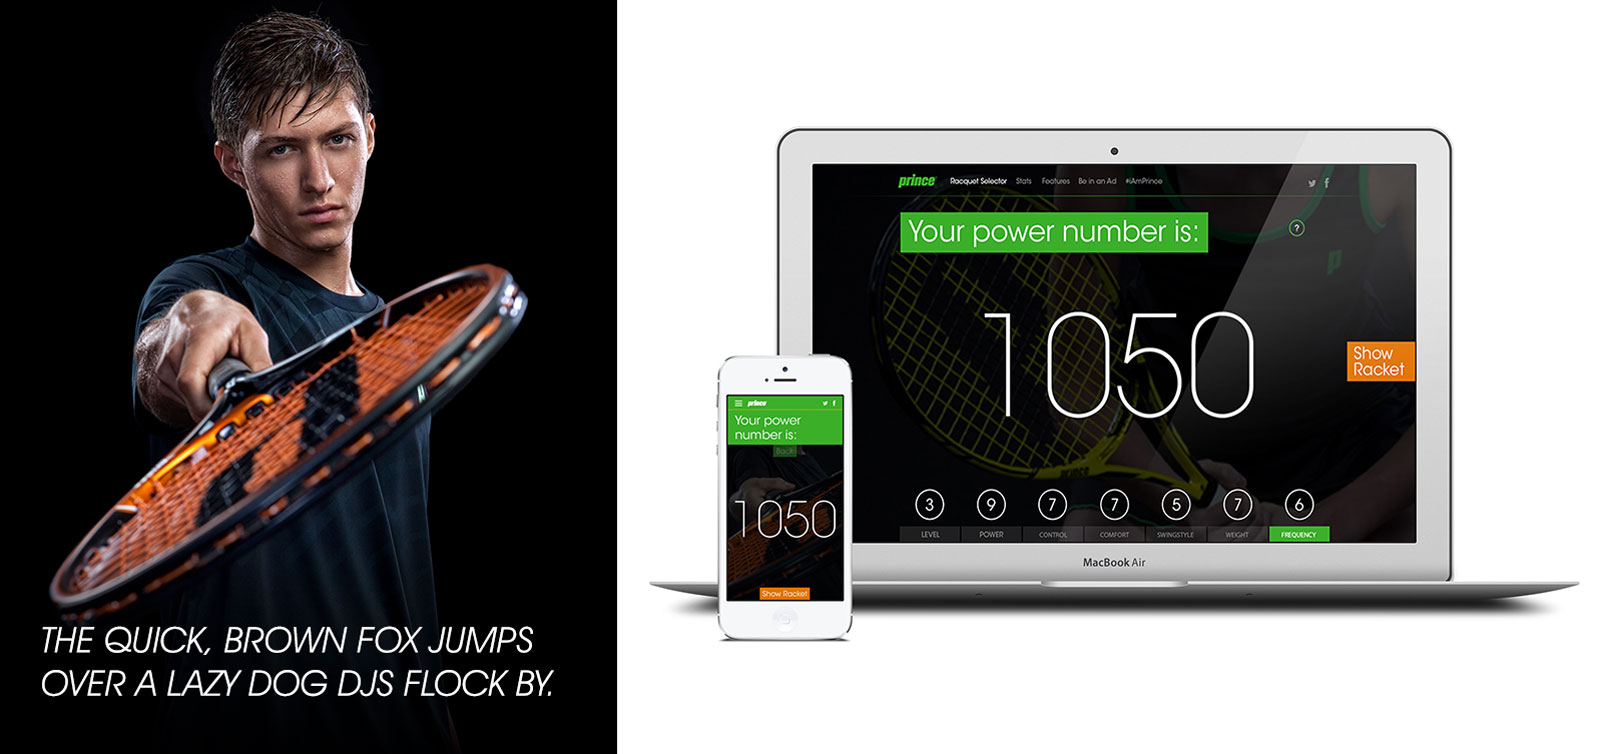 THE QUICK, BROWN FOX JUMPS
OVER A LAZY DOG DJS FLOCK BY.
prince Racquet Selector Stats Features Be in an Ad #iAmPrince
Your power number is: ?
1050
Show
Racket
3 9 7 7 5 7 6
LEVEL POWER CONTROL COMFORT SWINGSTYLE WEIGHT FREQUENCY
MacBook Air
prince
Your power
number is:
Back
1050
Show Racket
prince